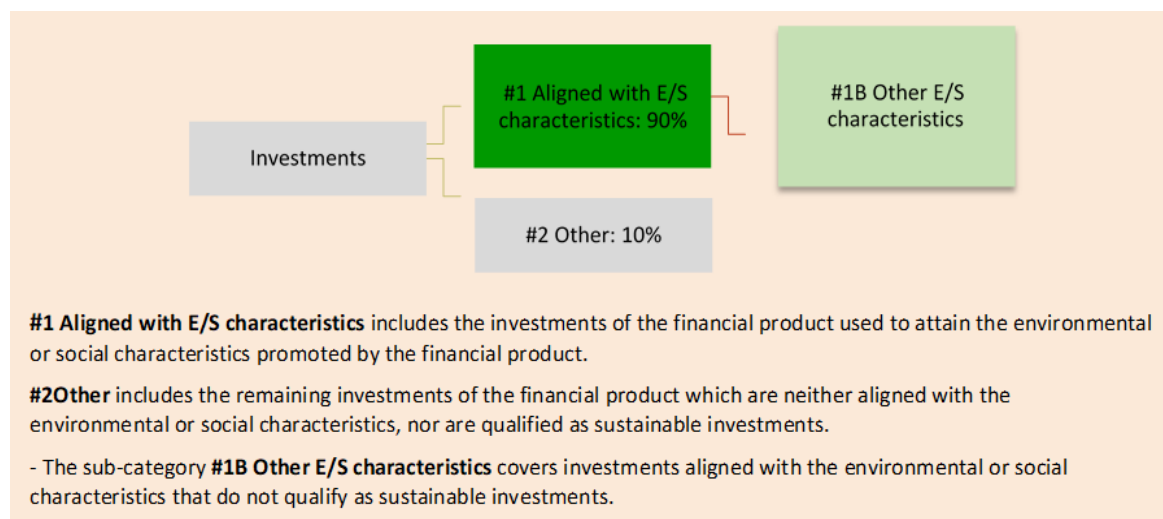 #1 Aligned with E/S
characteristics: 90%
#1B Other E/S
characteristics
Investments
#2 Other: 10%
#1 Aligned with E/S characteristics includes the investments of the financial product used to attain the environmental
or social characteristics promoted by the financial product.
#2Other includes the remaining investments of the financial product which are neither aligned with the
environmental or social characteristics, nor are qualified as sustainable investments.
- The sub-category #1B Other E/S characteristics covers investments aligned with the environmental or social
characteristics that do not qualify as sustainable investments.